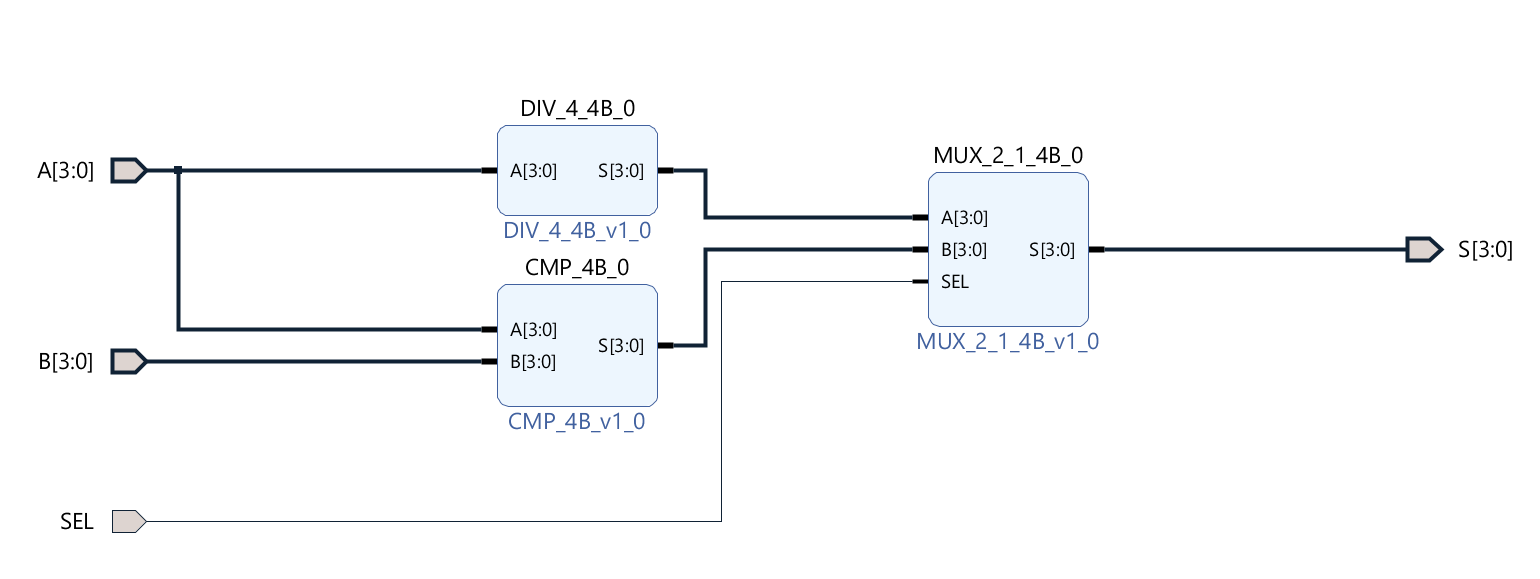 DIV_4_4B_0
A[3:0]
A[3:0]
S[3:0]
DIV_4_4B_v1_0
MUX_2_1_4B_0
A[3:0]
B[3:0]
S[3:0]
SEL
MUX_2_1_4B_v1_0
S[3:0]
CMP_4B_0
A[3:0]
B[3:0]
S[3:0]
CMP_4B_v1_0
B[3:0]
SEL